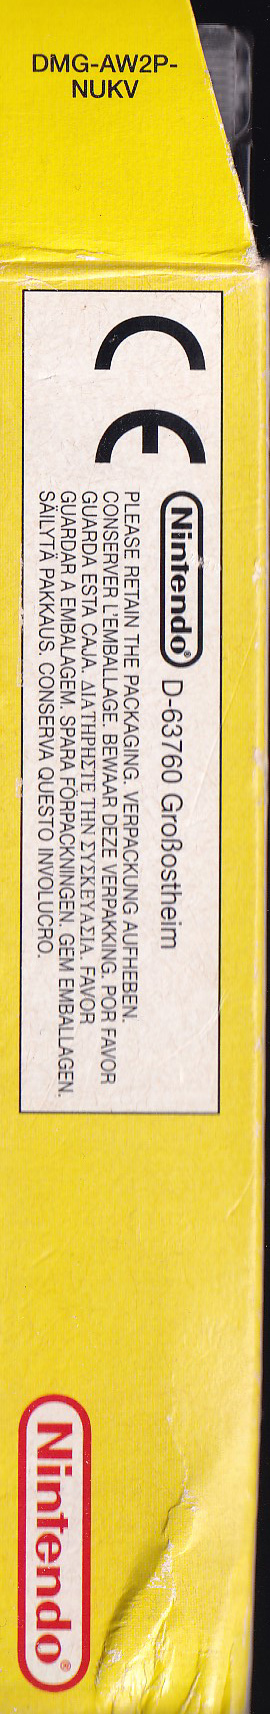 DMG-AW2P-
NUKV
CE
Nintendo® D-63760 Großostheim
PLEASE RETAIN THE PACKAGING. VERPACKUNG AUFHEBEN.
CONSERVER L'EMBALLAGE. BEWAAR DEZE VERPAKKING. POR FAVOR
GUARDA ESTA CAJA. ΔΙΑΤΗΡΗΣΤΕ ΤΗΝ ΣΥΣΚΕΥΑΣΙΑ. FAVOR
GUARDAR A EMBALAGEM. SPARA FÖRPACKNINGEN. GEM EMBALLAGEN.
SÄILYTÄ PAKKAUS. CONSERVA QUESTO INVOLUCRO.
Nintendo®